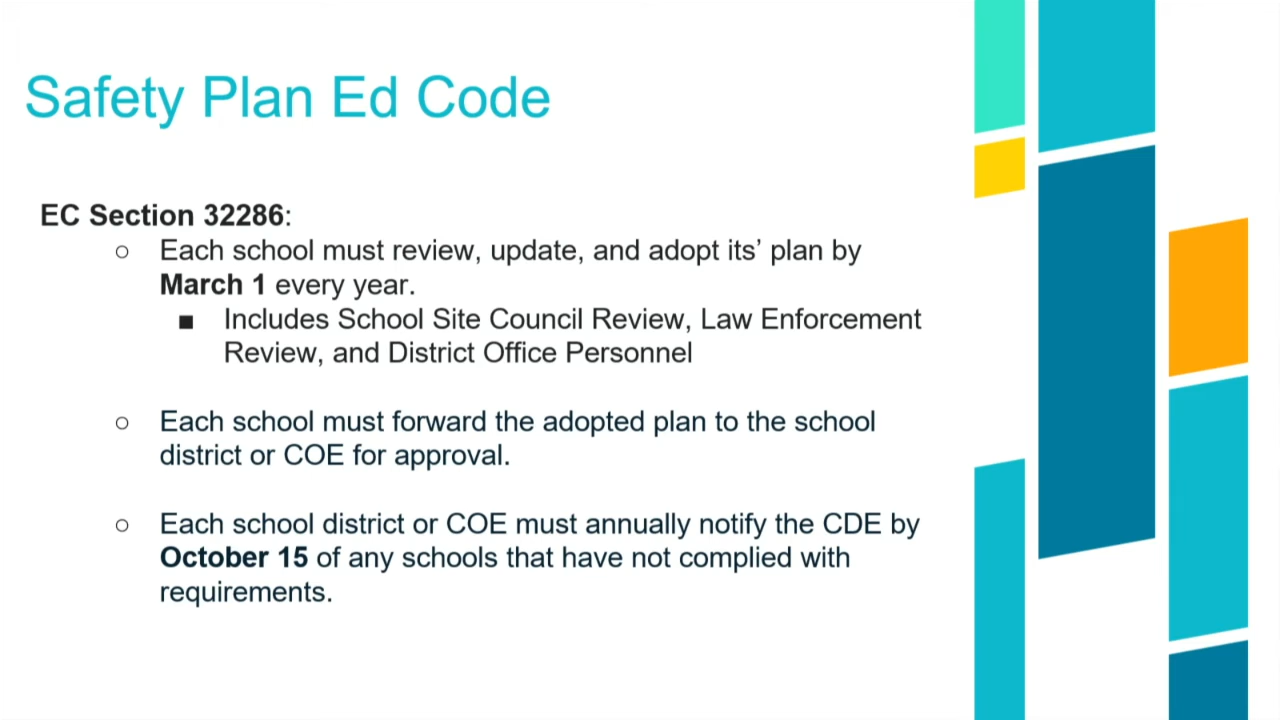 Safety Plan Ed Code
EC Section 32286:
○ Each school must review, update, and adopt its’ plan by
March 1 every year.
■ Includes School Site Council Review, Law Enforcement
Review, and District Office Personnel
○ Each school must forward the adopted plan to the school
district or COE for approval.
○ Each school district or COE must annually notify the CDE by
October 15 of any schools that have not complied with
requirements.